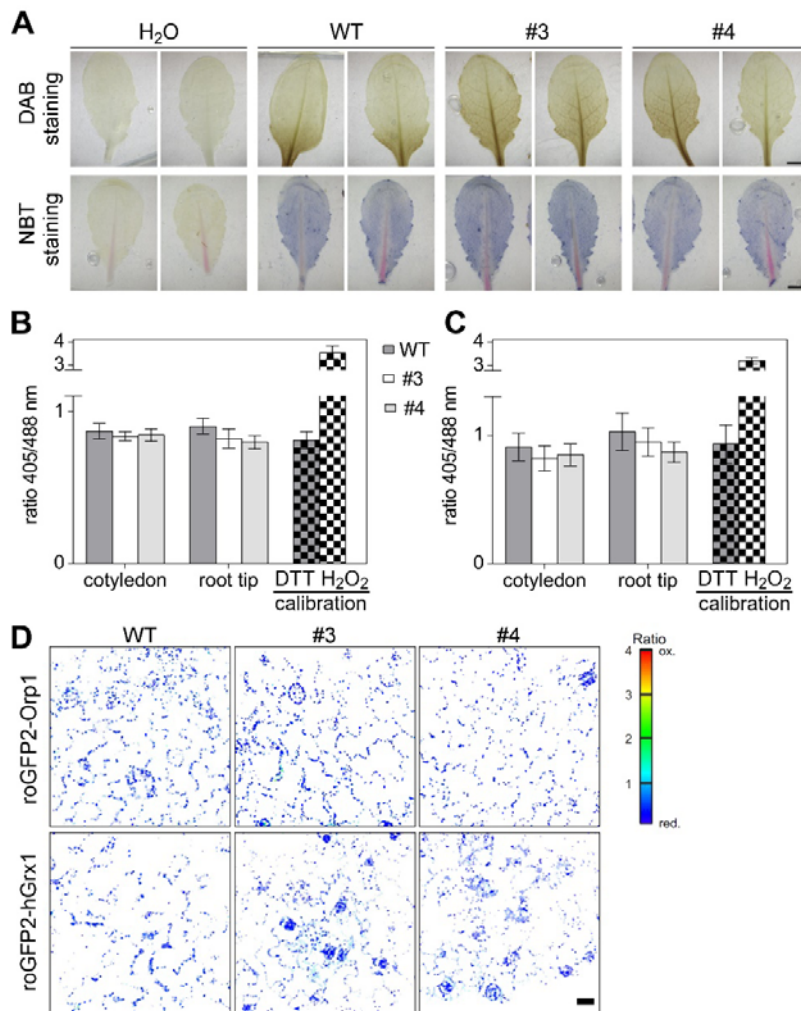 A
H₂O
WT
#3
#4
DAB
staining
NBT
staining
B
ratio 405/488 nm
4
3
1
0
cotyledon
root tip
DTT
H₂O₂
calibration
WT
#3
#4
C
ratio 405/488 nm
4
3
1
0
cotyledon
root tip
DTT
H₂O₂
calibration
D
WT
#3
#4
roGFP2-Orp1
roGFP2-hGrx1
Ratio
4
ox.
3
2
1
red.